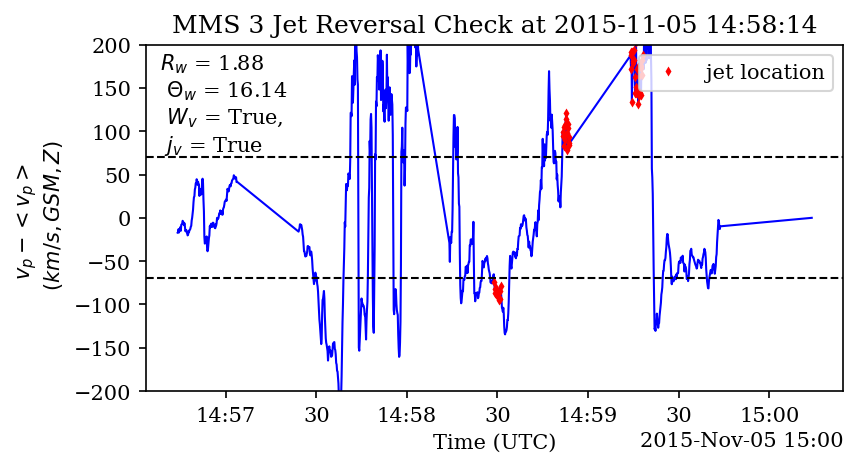 MMS 3 Jet Reversal Check at 2015-11-05 14:58:14
R_w = 1.88
Θ_w = 16.14
W_v = True,
j_v = True
jet location
v_p − < v_p >
(km/s, GSM, Z)
200
150
100
50
0
−50
−100
−150
−200
14:57 30 14:58 30 14:59 30 15:00
Time (UTC)
2015-Nov-05 15:00